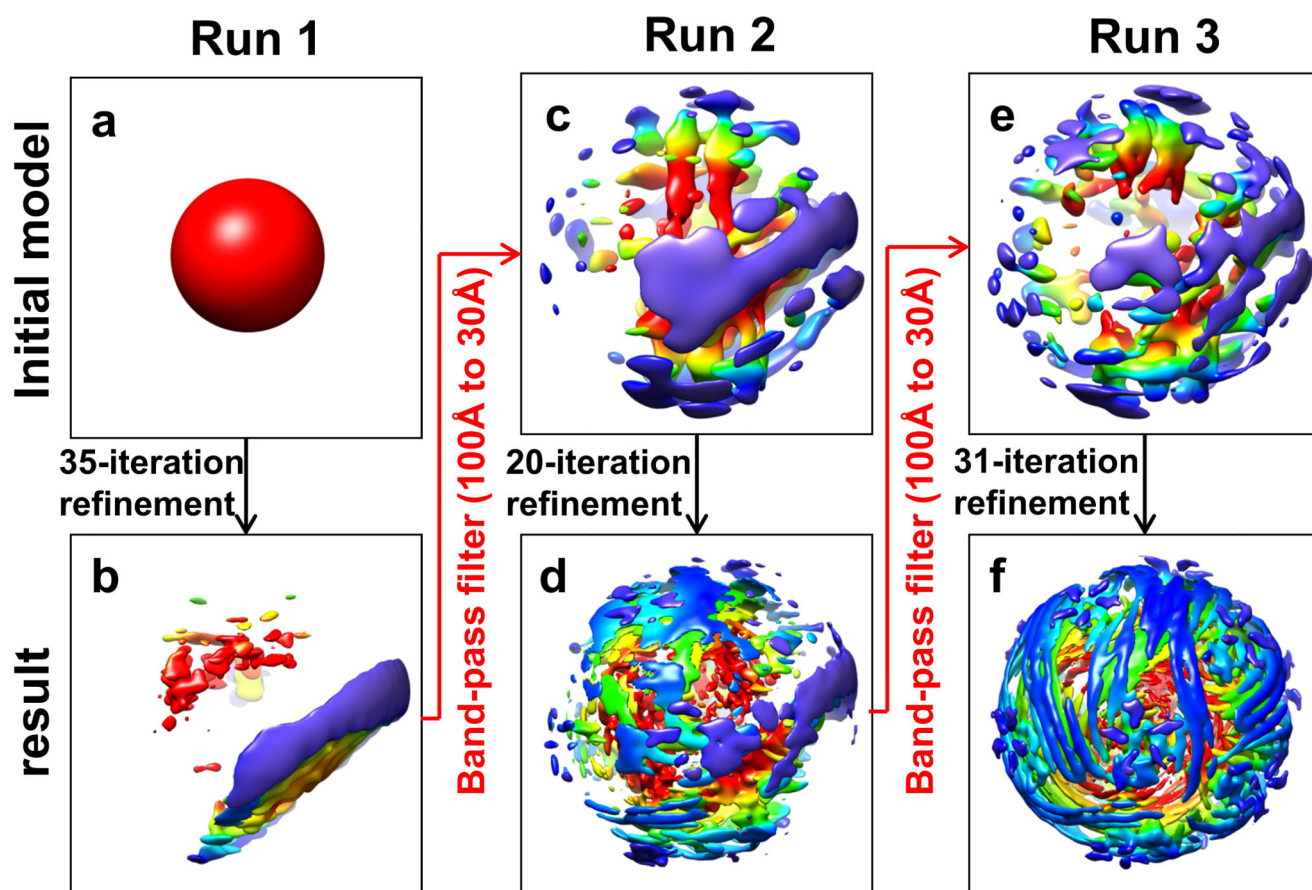 Run 1
Run 2
Run 3
Initial model
a
c
e
35-iteration
refinement
Band-pass filter (100Å to 30Å)
20-iteration
refinement
Band-pass filter (100Å to 30Å)
31-iteration
refinement
result
b
d
f